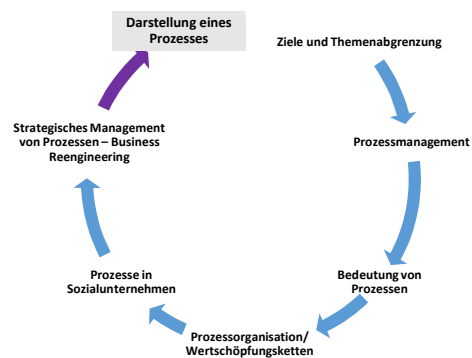 Darstellung eines
Prozesses
Ziele und Themenabgrenzung
Prozessmanagement
Bedeutung von
Prozessen
Prozessorganisation/
Wertschöpfungsketten
Prozesse in
Sozialunternehmen
Strategisches Management
von Prozessen – Business
Reengineering